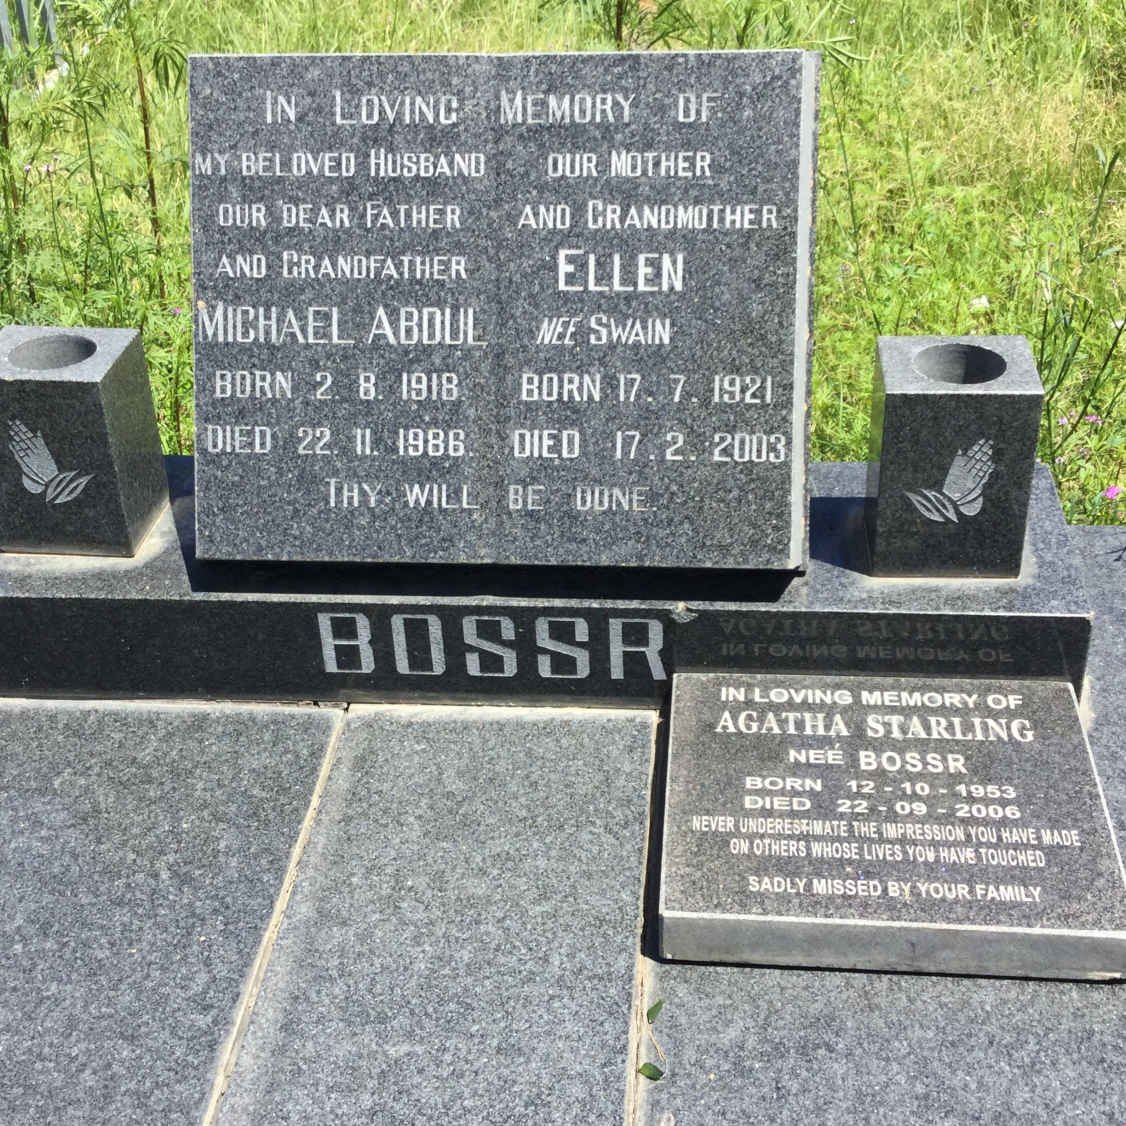 IN LOVING MEMORY OF
MY BELOVED HUSBAND
OUR DEAR FATHER
AND GRANDFATHER
MICHAEL ABDUL
BORN 2. 8. 1918.
DIED 22. 11. 1986.
OUR MOTHER
AND GRANDMOTHER
ELLEN
NEE SWAIN
BORN 17. 7. 1921
DIED 17. 2. 2003.
THY WILL BE DONE.
BOSSR
IN LOVING MEMORY OF
AGATHA STARLING
NEÉ BOSSR
BORN 12 - 10 - 1953
DIED 22 - 09 - 2006
NEVER UNDERESTIMATE THE IMPRESSION YOU HAVE MADE
ON OTHERS WHOSE LIVES YOU HAVE TOUCHED
SADLY MISSED BY YOUR FAMILY